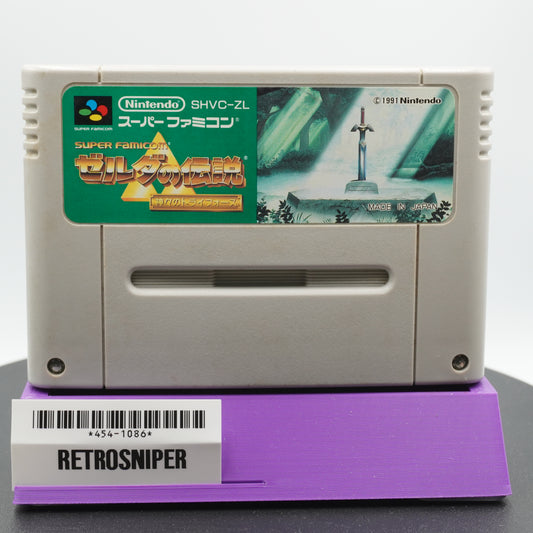 Nintendo® SHVC-ZL
スーパーファミコン®
SUPER FAMICOM
SUPER FAMICOM®
ゼルダの伝説®
神々のトライフォース
©1991 Nintendo
MADE IN JAPAN
*454-1086*
RETROSNIPER